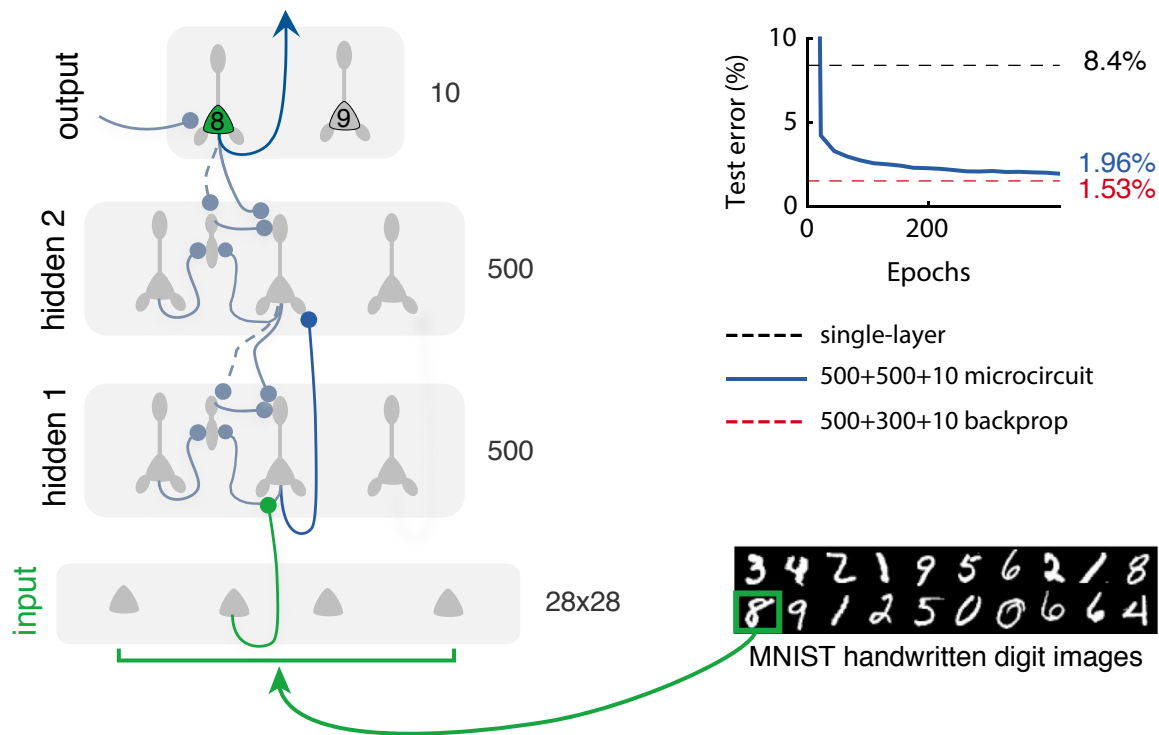 output
8
9
10
hidden 2
500
hidden 1
500
input
28x28
Test error (%)
10
5
0
0
200
Epochs
8.4%
1.96%
1.53%
single-layer
500+500+10 microcircuit
500+300+10 backprop
3 4 2 1 9 5 6 2 1 8
8 9 1 2 5 0 0 6 6 4
MNIST handwritten digit images